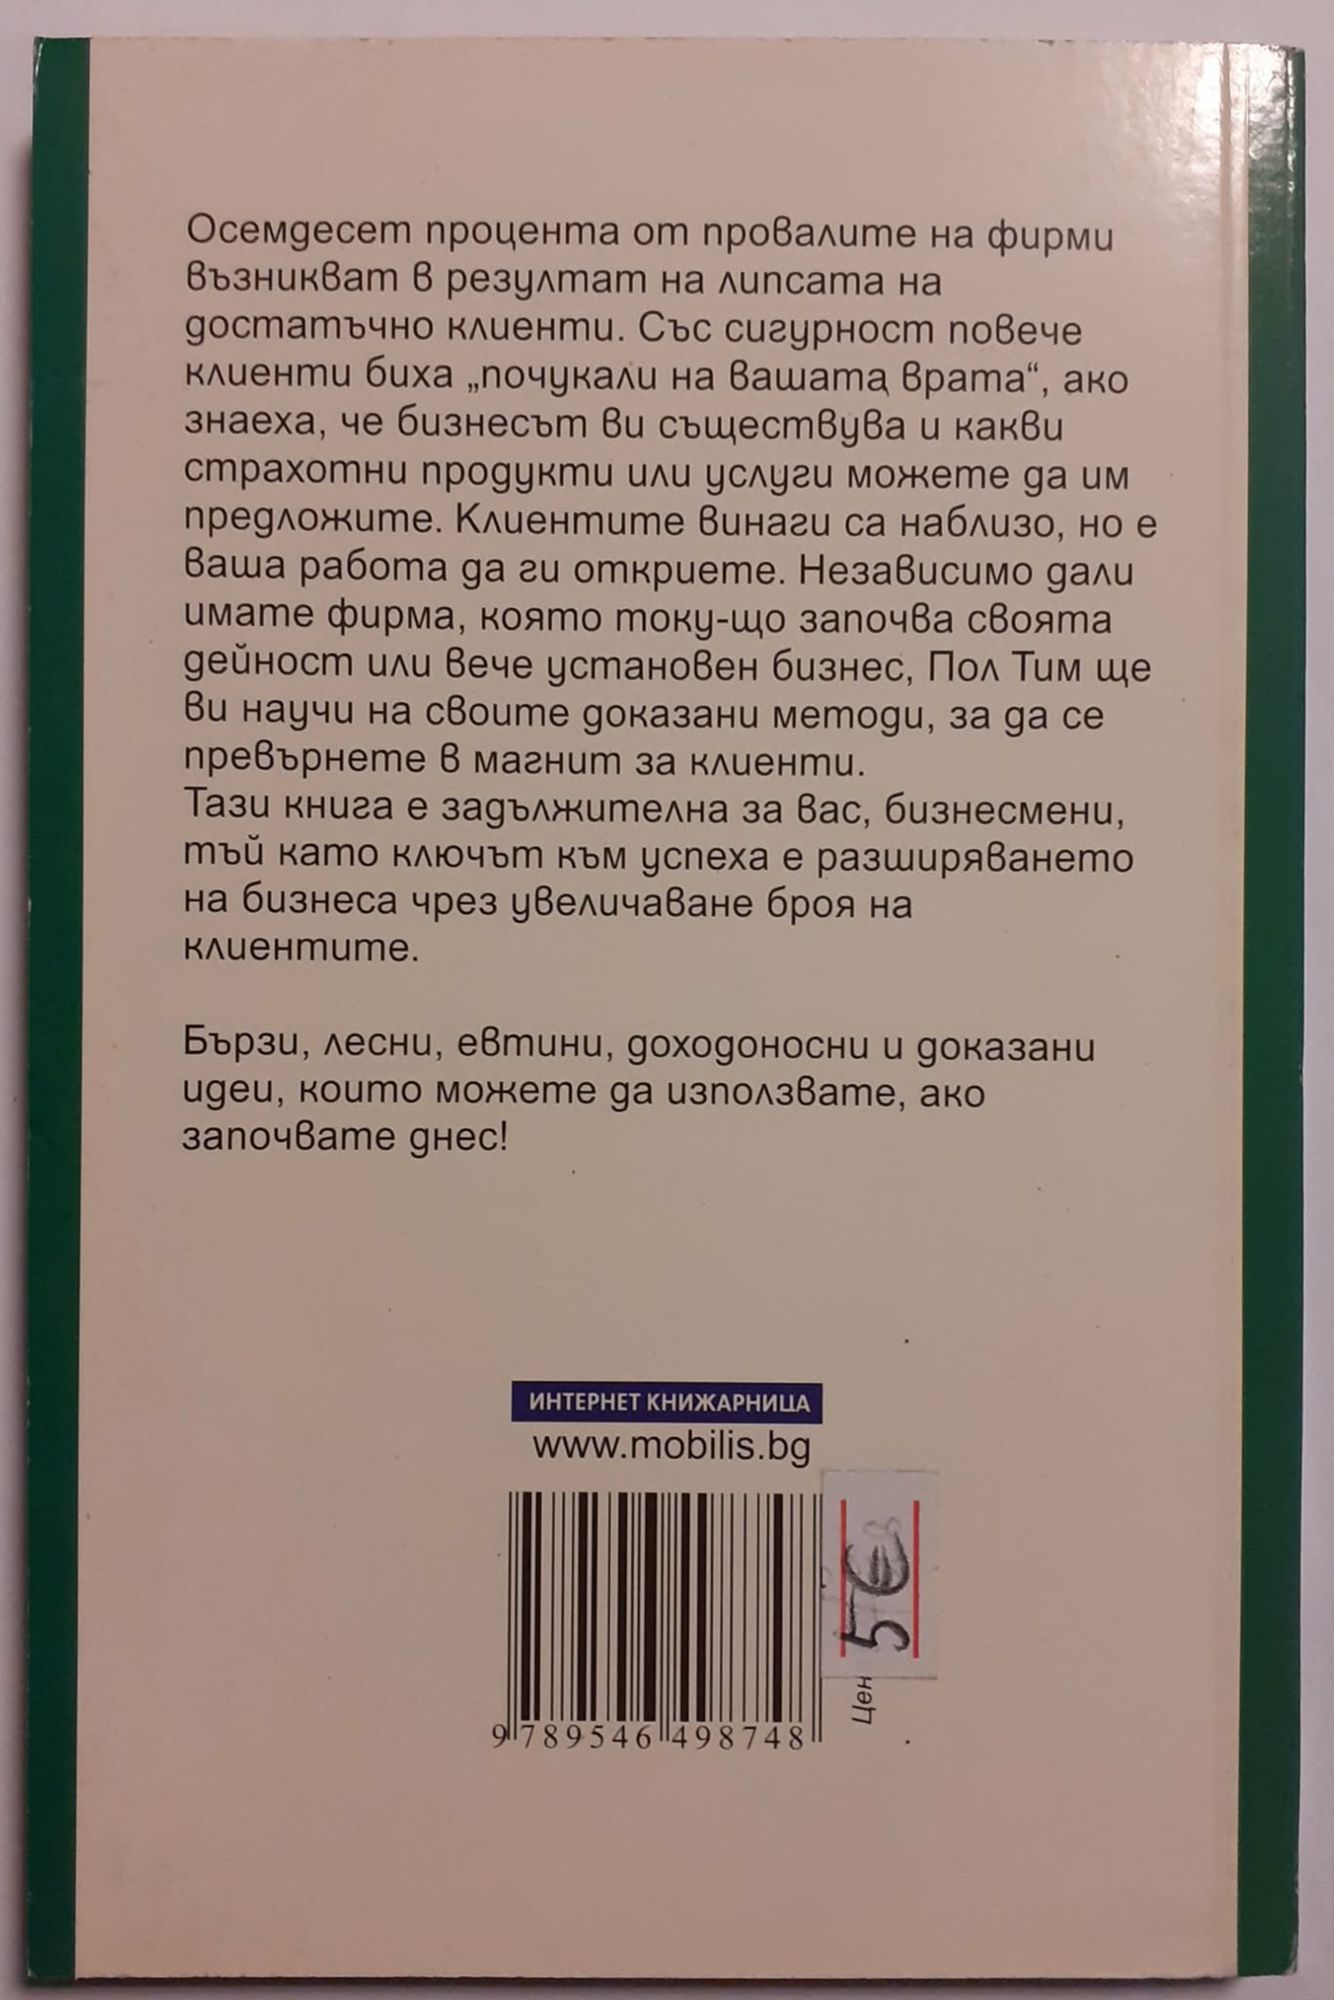 Осемдесет процента от провалите на фирми
възникват в резултат на липсата на
достатъчно клиенти. Със сигурност повече
клиенти биха „почукали на вашата врата“, ако
знаеха, че бизнесът ви съществува и какви
страхотни продукти или услуги можете да им
предложите. Клиентите винаги са наблизо, но е
ваша работа да ги откриете. Независимо дали
имате фирма, която току-що започва своята
дейност или вече установен бизнес, Пол Тим ще
ви научи на своите доказани методи, за да се
превърнете в магнит за клиенти.
Тази книга е задължителна за вас, бизнесмени,
тъй като ключът към успеха е разширяването
на бизнеса чрез увеличаване броя на
клиентите.
Бързи, лесни, евтини, доходоносни и доказани
идеи, които можете да използвате, ако
започвате днес!
ИНТЕРНЕТ КНИЖАРНИЦА
www.mobilis.bg
9 789546 498748
Цен
5 €